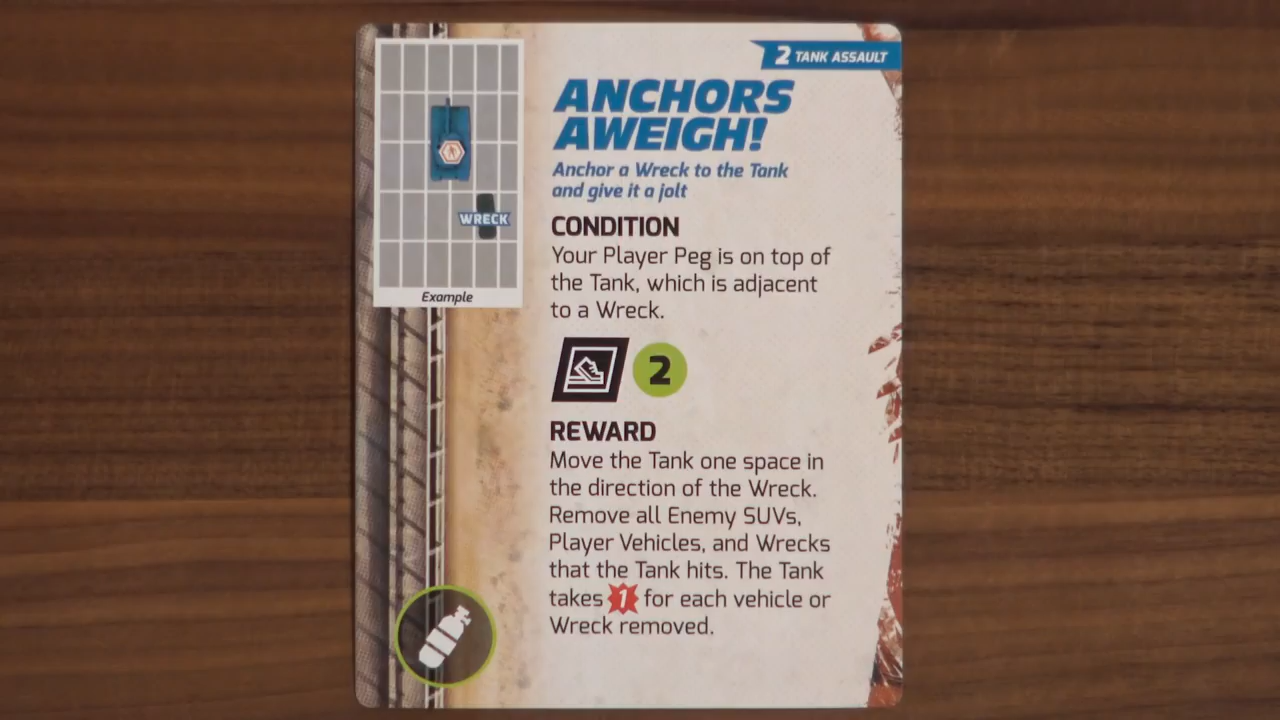 2 TANK ASSAULT
ANCHORS
AWEIGH!
Anchor a Wreck to the Tank
and give it a jolt
WRECK
Example
CONDITION
Your Player Peg is on top of
the Tank, which is adjacent
to a Wreck.
2
REWARD
Move the Tank one space in
the direction of the Wreck.
Remove all Enemy SUVs,
Player Vehicles, and Wrecks
that the Tank hits. The Tank
takes 1 for each vehicle or
Wreck removed.